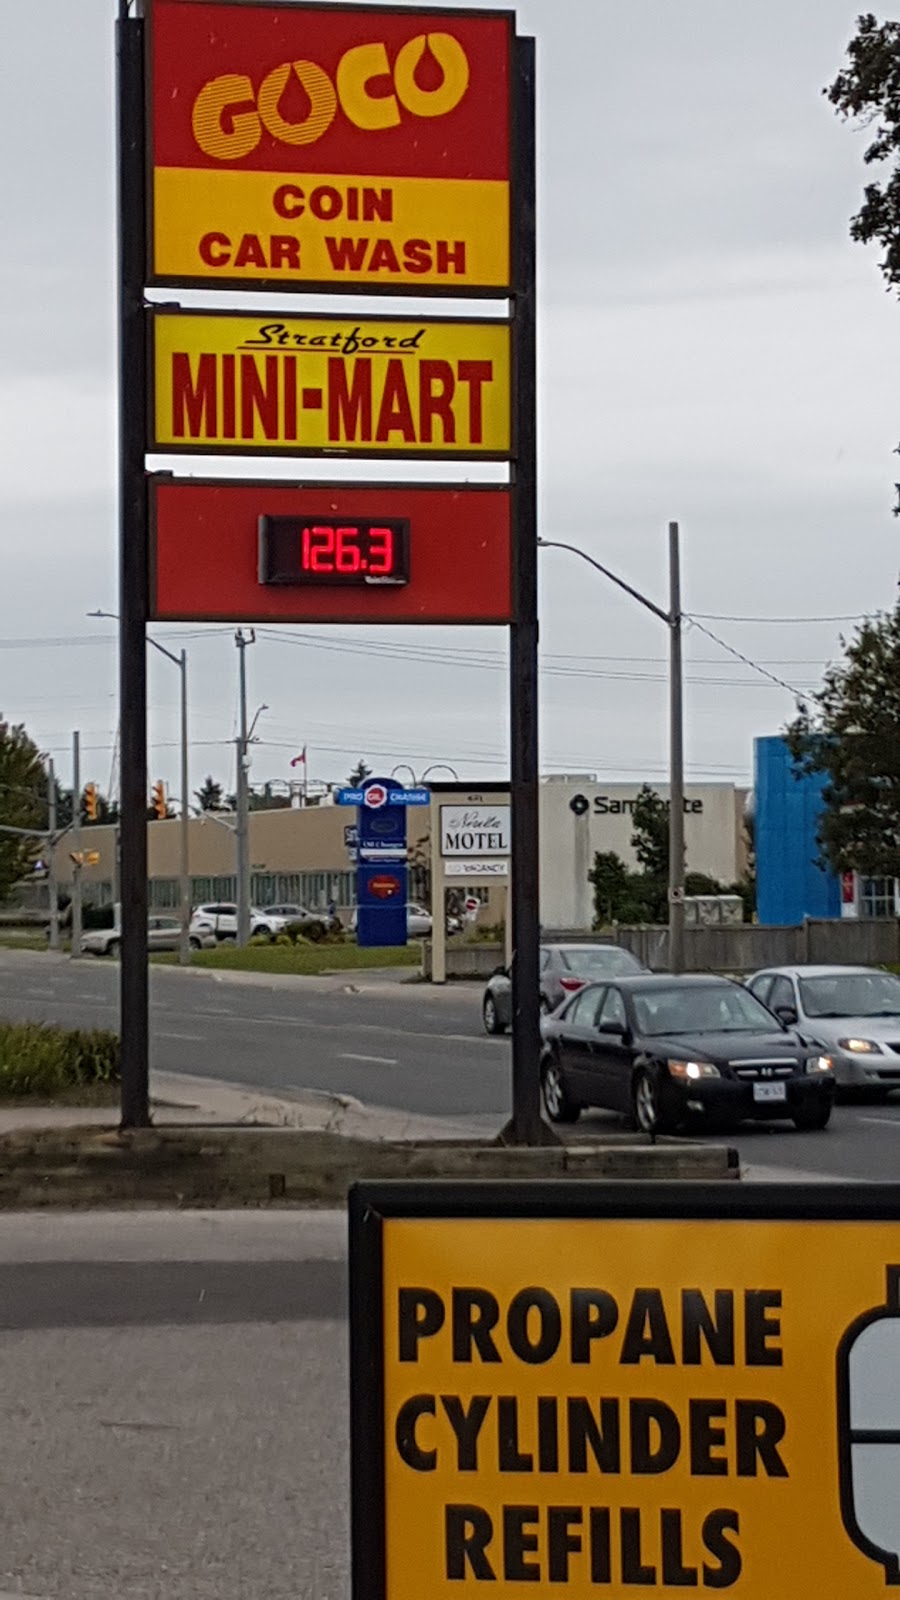 GOCO
COIN
CAR WASH
Stratford
MINI-MART
126.3
PRO OIL CHANGE
MOTEL
VACANCY
PROPANE
CYLINDER
REFILLS